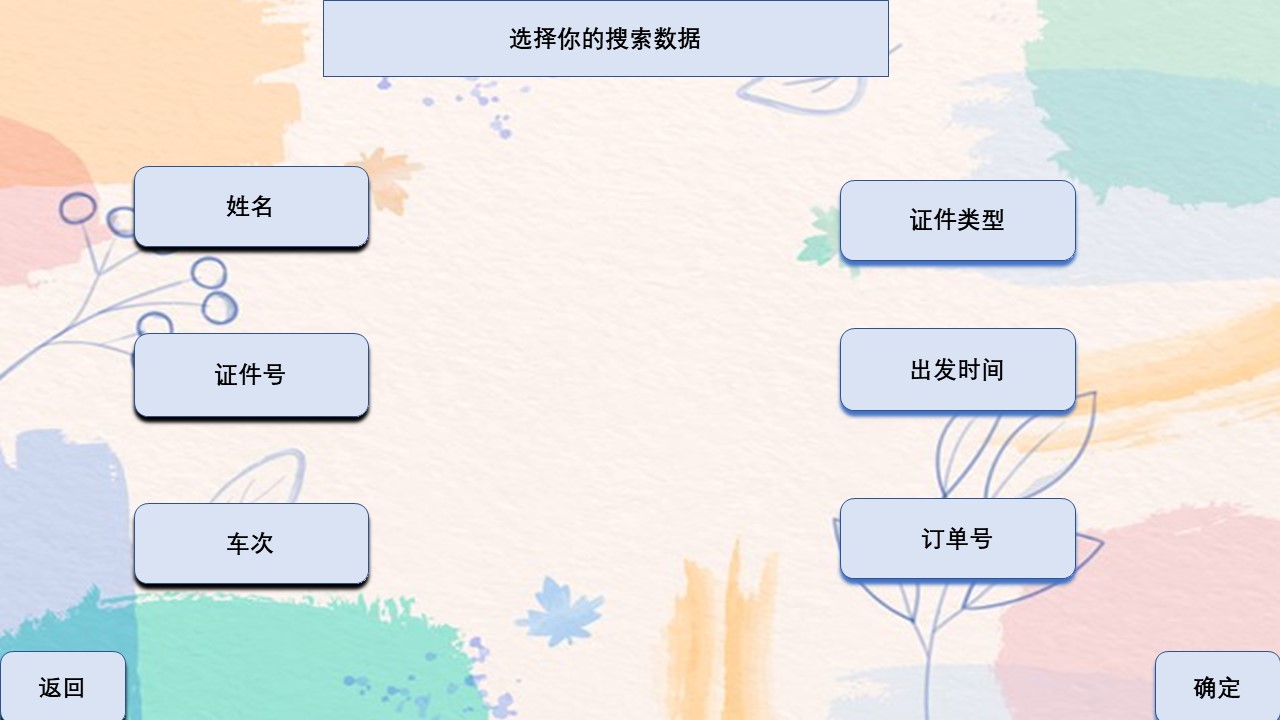 选择你的搜索数据
姓名
证件类型
证件号
出发时间
车次
订单号
返回
确定